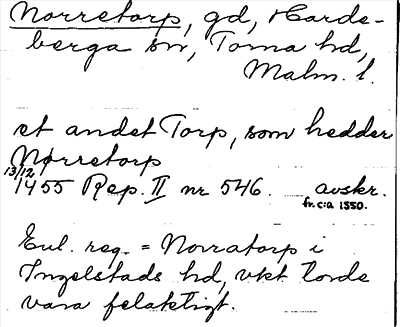 Norretorp, gd, Harde-
berga sn, Torna hd,
Malm. l.
et andet Torp, som hedder
Nørretorp
13/12 1455 Rep. II nr 546. avskr.
fr. c:a 1550.
Enl. reg. = Norratorp i
Ingelstads hd, vkt torde
vara felaktigt.